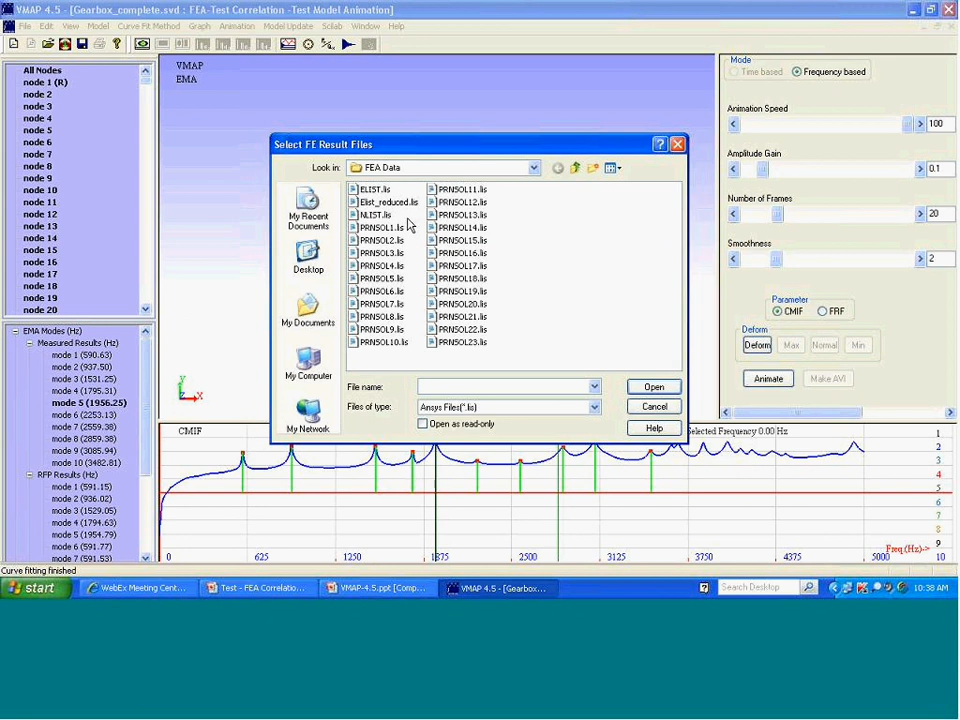 VMAP 4.5 - [Gearbox_complete.svd : FEA-Test Correlation -Test Model Animation]
File Edit View Model Curve Fit Method Graph Animation Model Update Scilab Window Help
All Nodes
node 1 (R)
node 2
node 3
node 4
node 5
node 6
node 7
node 8
node 9
node 10
node 11
node 12
node 13
node 14
node 15
node 16
node 17
node 18
node 19
node 20
EMA Modes (Hz)
Measured Results (Hz)
mode 1 (590.63)
mode 2 (937.50)
mode 3 (1531.25)
mode 4 (1795.31)
mode 5 (1956.25)
mode 6 (2253.13)
mode 7 (2559.38)
mode 8 (2859.38)
mode 9 (3085.94)
mode 10 (3482.81)
RFP Results (Hz)
mode 1 (591.15)
mode 2 (936.02)
mode 3 (1529.05)
mode 4 (1794.63)
mode 5 (1954.79)
mode 6 (591.77)
mode 7 (591.53)
VMAP
EMA
Y
Z X
Select FE Result Files
Look in: FEA Data
My Recent Documents
Desktop
My Documents
My Computer
My Network
ELIST.lis
Elist_reduced.lis
NLIST.lis
PRNSOL1.lis
PRNSOL2.lis
PRNSOL3.lis
PRNSOL4.lis
PRNSOL5.lis
PRNSOL6.lis
PRNSOL7.lis
PRNSOL8.lis
PRNSOL9.lis
PRNSOL10.lis
PRNSOL11.lis
PRNSOL12.lis
PRNSOL13.lis
PRNSOL14.lis
PRNSOL15.lis
PRNSOL16.lis
PRNSOL17.lis
PRNSOL18.lis
PRNSOL19.lis
PRNSOL20.lis
PRNSOL21.lis
PRNSOL22.lis
PRNSOL23.lis
File name: Open
Files of type: Ansys Files(*.lis) Cancel
Open as read-only Help
Mode
Time based Frequency based
Animation Speed
100
Amplitude Gain
0.1
Number of Frames
20
Smoothness
2
Parameter
CMIF FRF
Deform
Deform Max Normal Min
Animate Make AVI
CMIF Selected Frequency 0.00 Hz
1
2
3
4
5
6
7
8
9
10
Freq.(Hz)->
0 625 1250 1875 2500 3125 3750 4375 5000
Curve fitting finished
start WebEx Meeting Cent... Test - FEA Correlatio... VMAP-4.5.ppt [Comp... VMAP 4.5 - [Gearbox... Search Desktop 10:38 AM